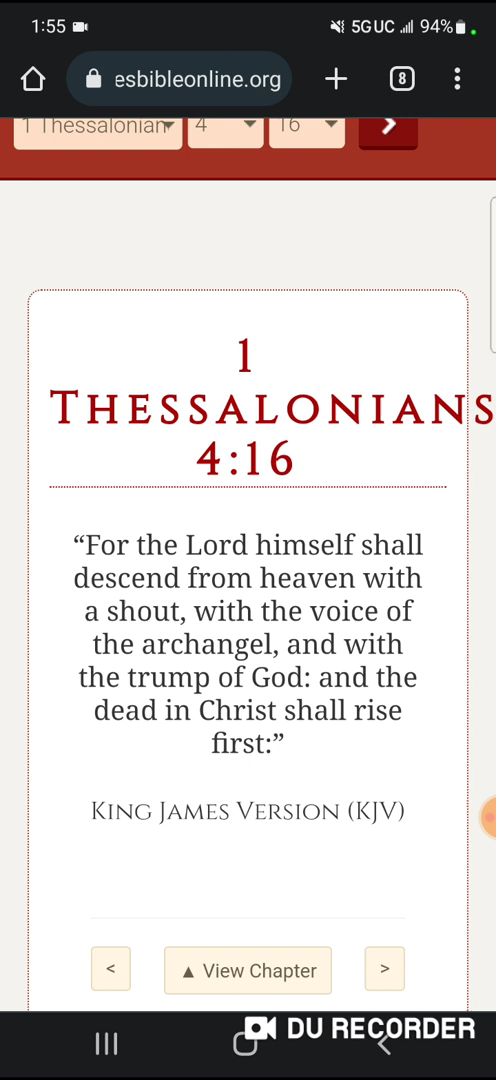 1:55
5GUC 94%
esbibleonline.org
8
1 Thessalonian 4 16
1
THESSALONIANS
4:16
“For the Lord himself shall
descend from heaven with
a shout, with the voice of
the archangel, and with
the trump of God: and the
dead in Christ shall rise
first:”
KING JAMES VERSION (KJV)
< ▲ View Chapter >
DU RECORDER